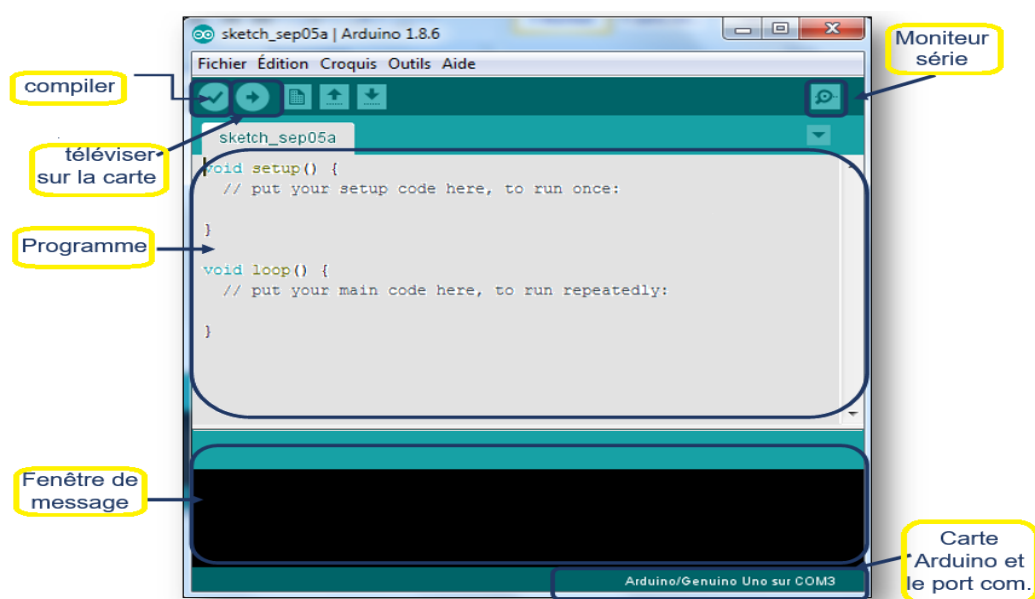 sketch_sep05a | Arduino 1.8.6
Fichier Édition Croquis Outils Aide
Moniteur
série
compiler
téléviser
sur la carte
sketch_sep05a
void setup() {
// put your setup code here, to run once:
}
Programme
void loop() {
// put your main code here, to run repeatedly:
}
Fenêtre de
message
Carte
Arduino et
le port com.
Arduino/Genuino Uno sur COM3